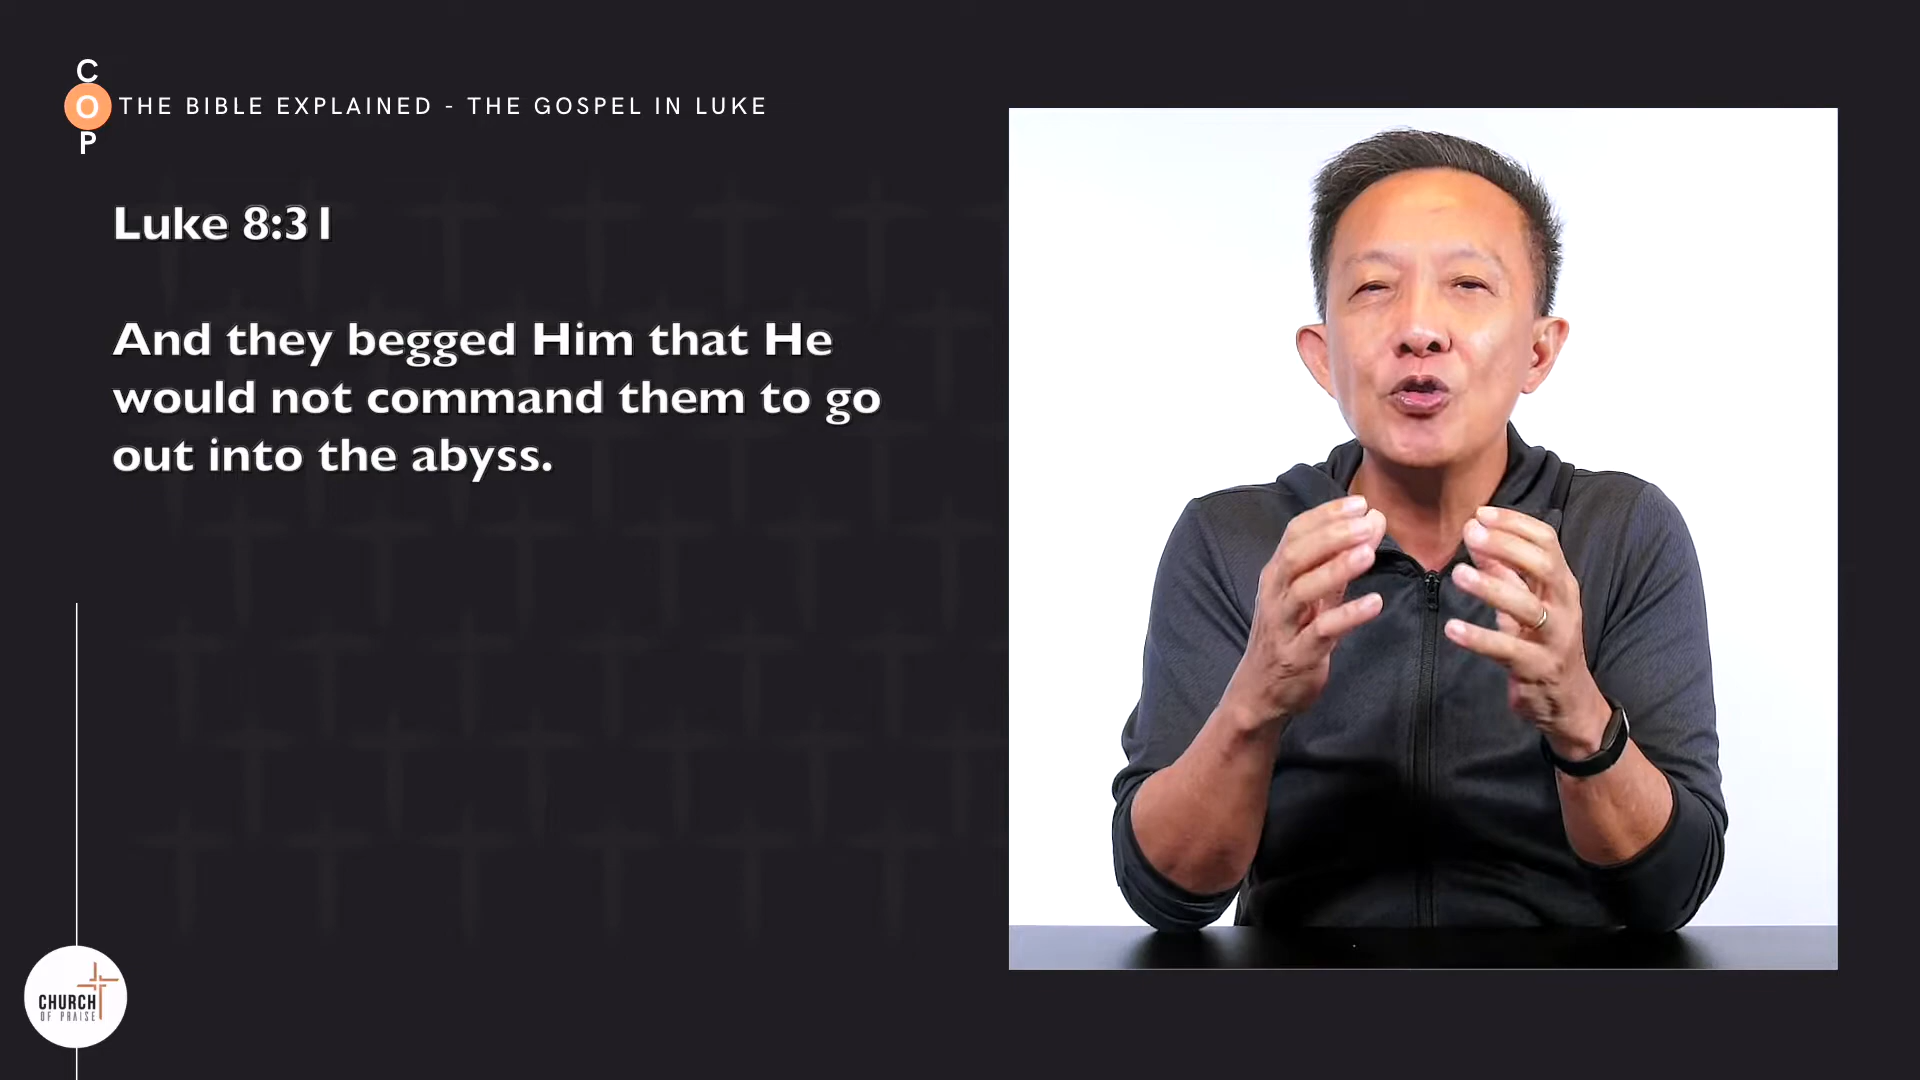 C
O THE BIBLE EXPLAINED - THE GOSPEL IN LUKE
P
Luke 8:31
And they begged Him that He
would not command them to go
out into the abyss.
CHURCH
OF PRAISE